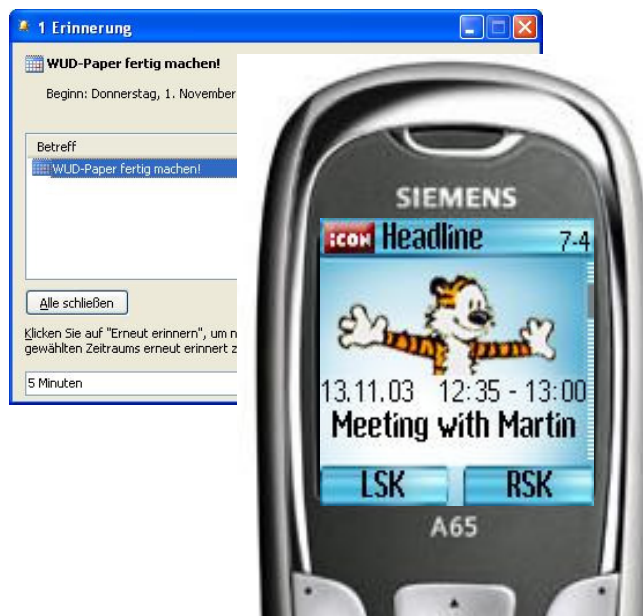 1 Erinnerung
WUD-Paper fertig machen!
Beginn: Donnerstag, 1. November
Betreff
WUD-Paper fertig machen!
Alle schließen
Klicken Sie auf "Erneut erinnern", um n
gewählten Zeitraums erneut erinnert z
5 Minuten
SIEMENS
icon Headline 7-4
13.11.03 12:35 - 13:00
Meeting with Martin
LSK RSK
A65